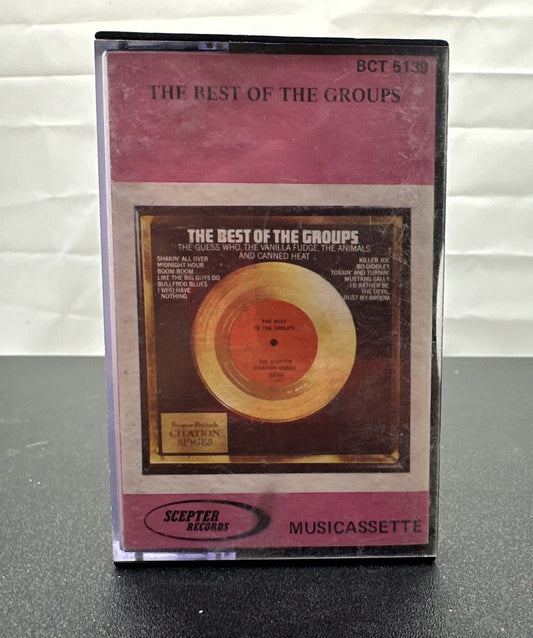 BCT 5139
THE BEST OF THE GROUPS
THE BEST OF THE GROUPS
THE GUESS WHO, THE VANILLA FUDGE, THE ANIMALS
AND CANNED HEAT
SHAKIN' ALL OVER
MIDNIGHT HOUR
BOOM-BOOM
LIKE THE BIG GUYS DO
BULLFROG BLUES
I WHO HAVE
NOTHING
KILLER JOE
BO DIDDLEY
TOSSIN' AND TURNIN'
MUSTANG SALLY
I'D RATHER BE
THE DEVIL
DUST MY BROOM
THE BEST
OF THE GROUPS
THE SCEPTER
CITATION SERIES
Scepter Records
CITATION
SERIES
SCEPTER
RECORDS
MUSICASSETTE